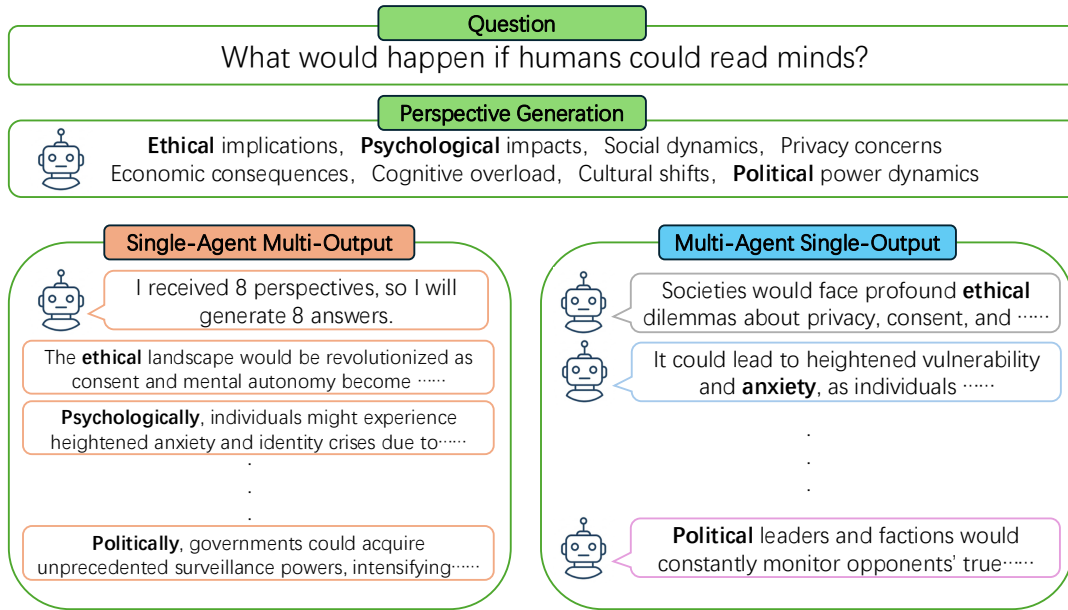 Question
What would happen if humans could read minds?
Perspective Generation
Ethical implications, Psychological impacts, Social dynamics, Privacy concerns
Economic consequences, Cognitive overload, Cultural shifts, Political power dynamics
Single-Agent Multi-Output
I received 8 perspectives, so I will
generate 8 answers.
The ethical landscape would be revolutionized as
consent and mental autonomy become ······
Psychologically, individuals might experience
heightened anxiety and identity crises due to······
.
.
.
Politically, governments could acquire
unprecedented surveillance powers, intensifying······
Multi-Agent Single-Output
Societies would face profound ethical
dilemmas about privacy, consent, and ······
It could lead to heightened vulnerability
and anxiety, as individuals ······
.
.
.
Political leaders and factions would
constantly monitor opponents’ true······